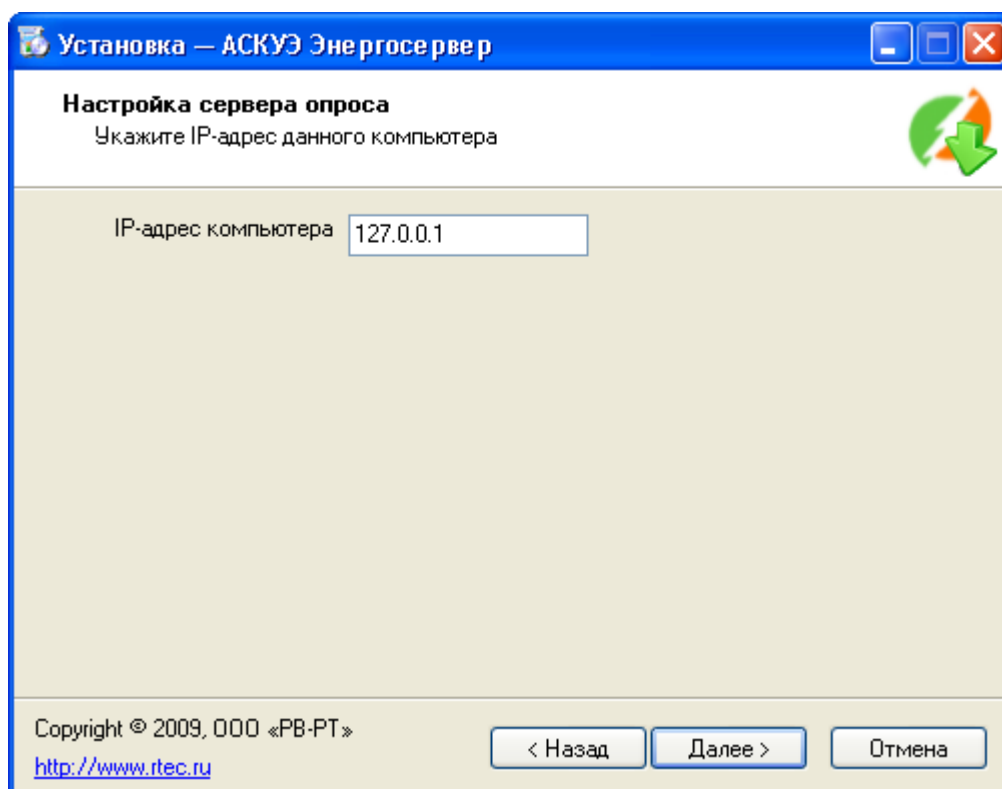 Установка — АСКУЭ Энергосервер
Настройка сервера опроса
Укажите IP-адрес данного компьютера
IP-адрес компьютера 127.0.0.1
Copyright © 2009, ООО «РВ-РТ»
http://www.rtec.ru
< Назад Далее > Отмена